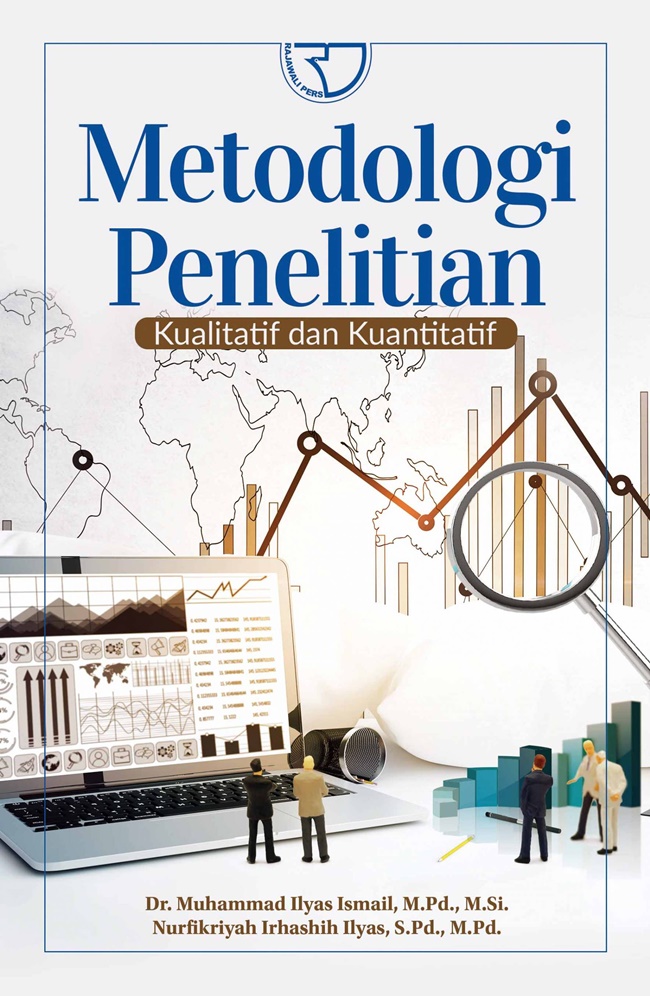 RAJAWALI PERS
Metodologi
Penelitian
Kualitatif dan Kuantitatif
Dr. Muhammad Ilyas Ismail, M.Pd., M.Si.
Nurfikriyah Irhashih Ilyas, S.Pd., M.Pd.